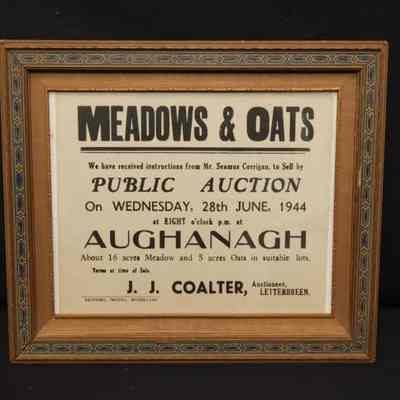 MEADOWS & OATS
We have received instructions from Mr. Seamus Corrigan, to Sell by
PUBLIC AUCTION
On WEDNESDAY, 28th JUNE, 1944
at EIGHT o'clock p.m. at
AUGHANAGH
About 16 acres Meadow and 5 acres Oats in suitable lots.
Terms at time of Sale.
J. J. COALTER, Auctioneer,
LETTERBREEN.